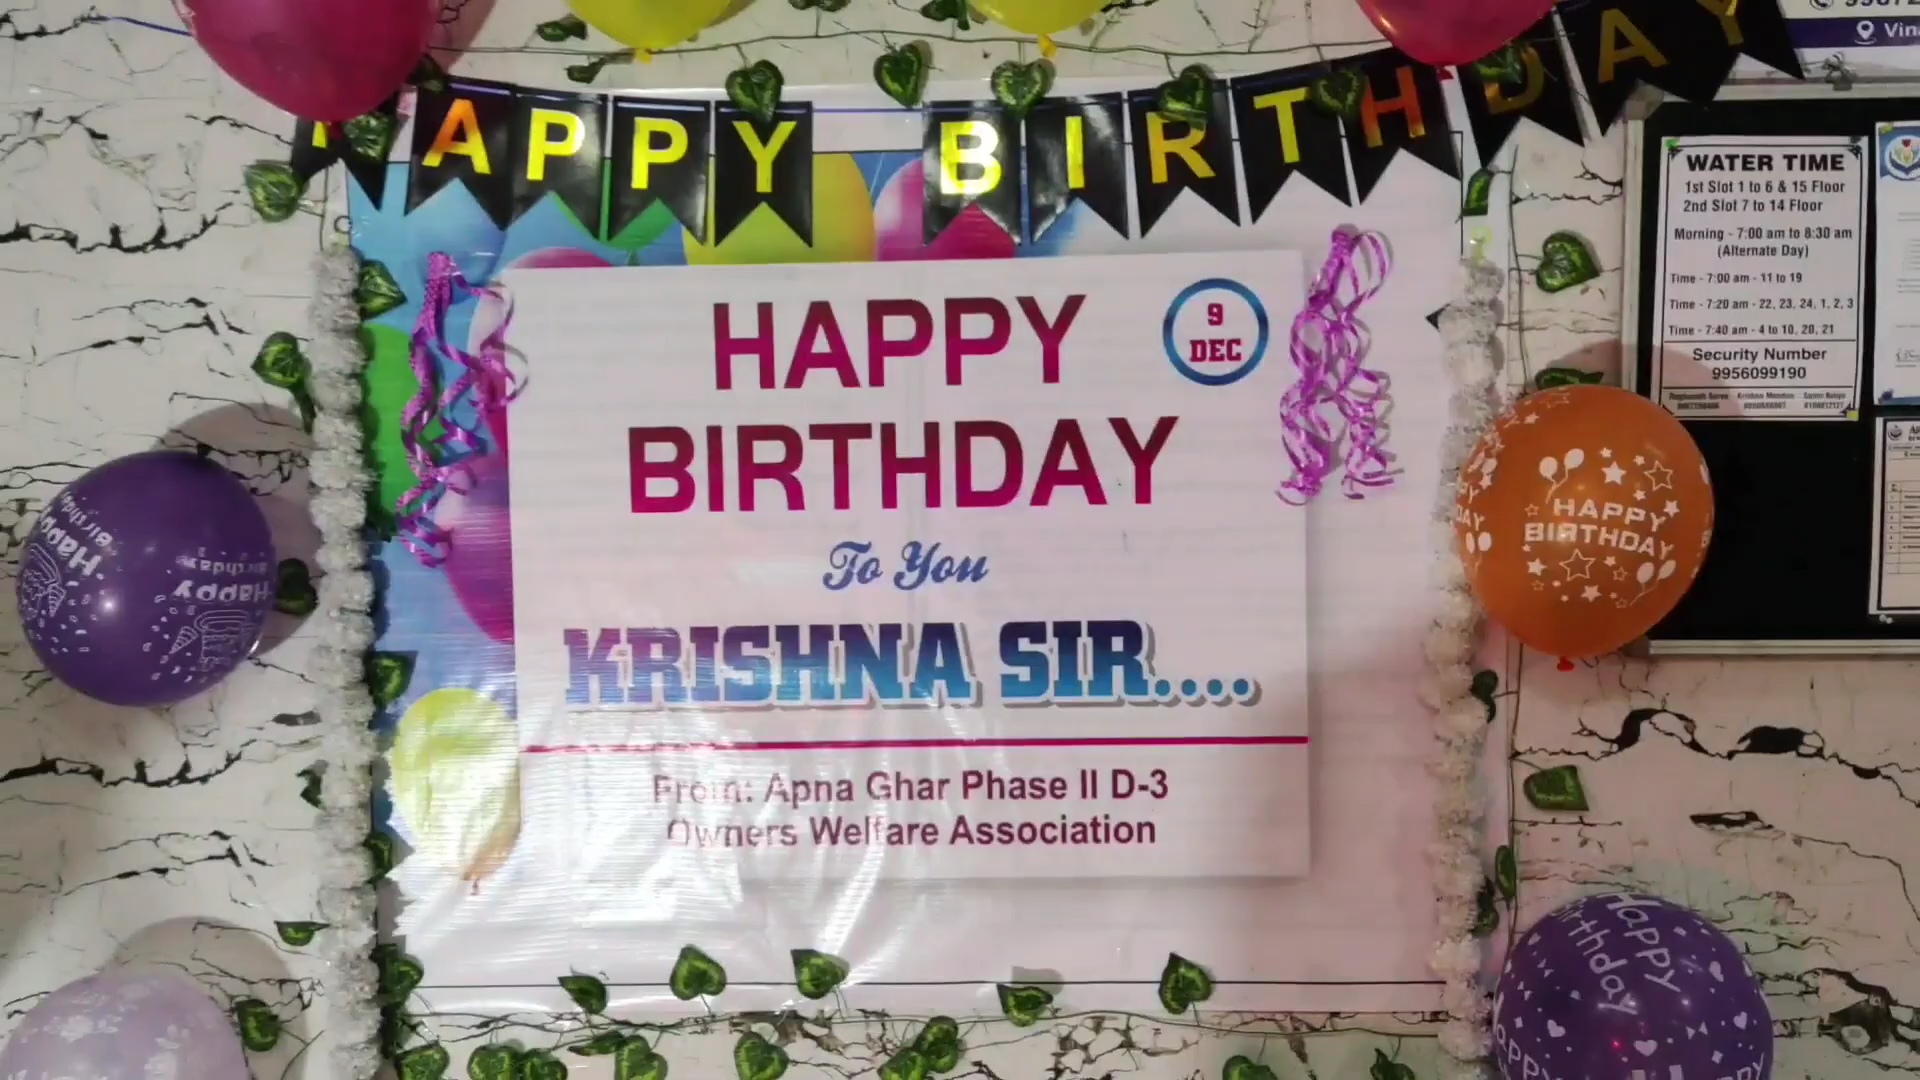 HAPPY BIRTHDAY
HAPPY
BIRTHDAY
To You
KRISHNA SIR....
From: Apna Ghar Phase II D-3
Owners Welfare Association
9
DEC
WATER TIME
1st Slot 1 to 6 & 15 Floor
2nd Slot 7 to 14 Floor
Morning - 7:00 am to 8:30 am
(Alternate Day)
Time - 7:00 am - 11 to 19
Time - 7:20 am - 22, 23, 24, 1, 2, 3
Time - 7:40 am - 4 to 10, 20, 21
Security Number
9956099190
Happy
Birthday
Happy
Birthday
HAPPY
BIRTHDAY
DAY
Happy
Birthday
HAPPY